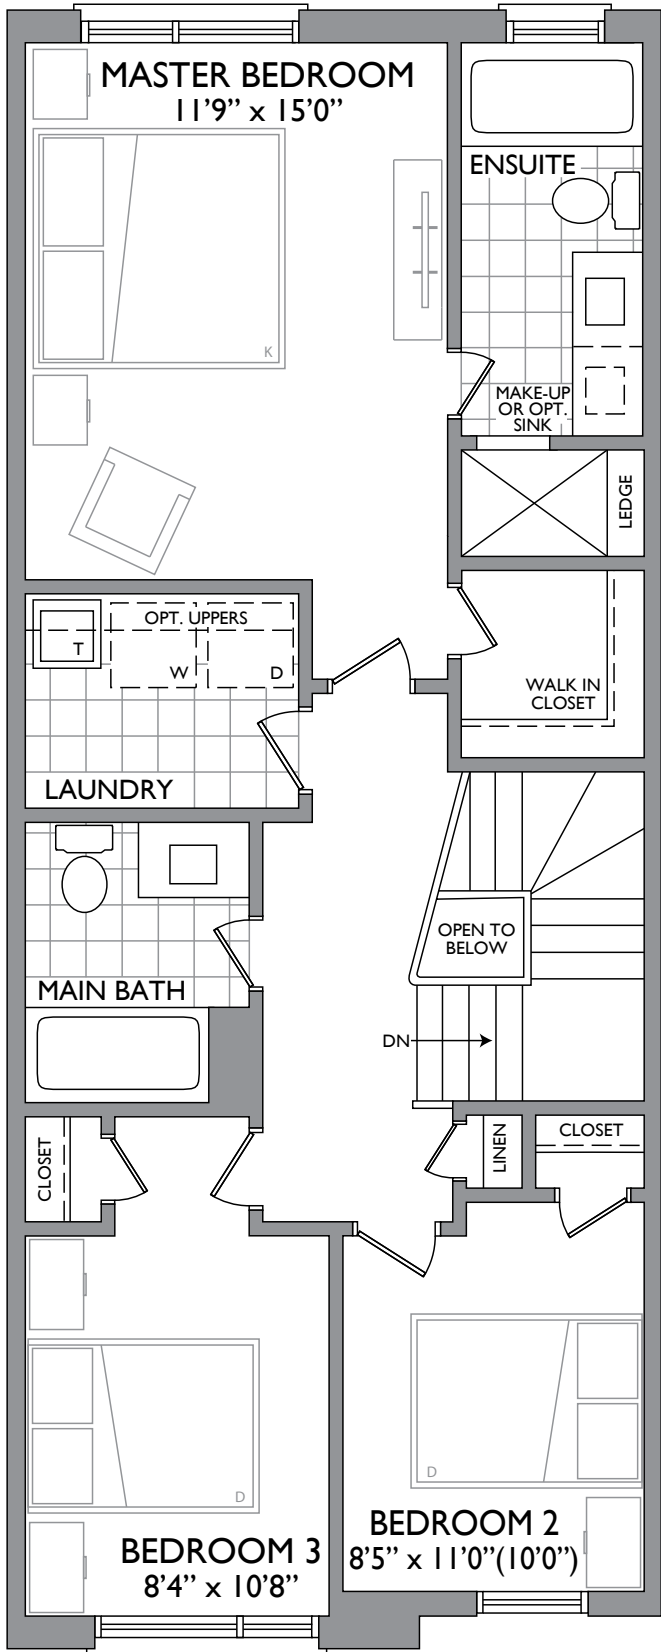 MASTER BEDROOM
11’9” x 15’0”
ENSUITE
K
MAKE-UP
OR OPT.
SINK
LEDGE
OPT. UPPERS
T
W
D
WALK IN
CLOSET
LAUNDRY
OPEN TO
BELOW
MAIN BATH
DN
CLOSET
LINEN
CLOSET
D
D
BEDROOM 2
8’5” x 11’0”(10’0”)
BEDROOM 3
8’4” x 10’8”